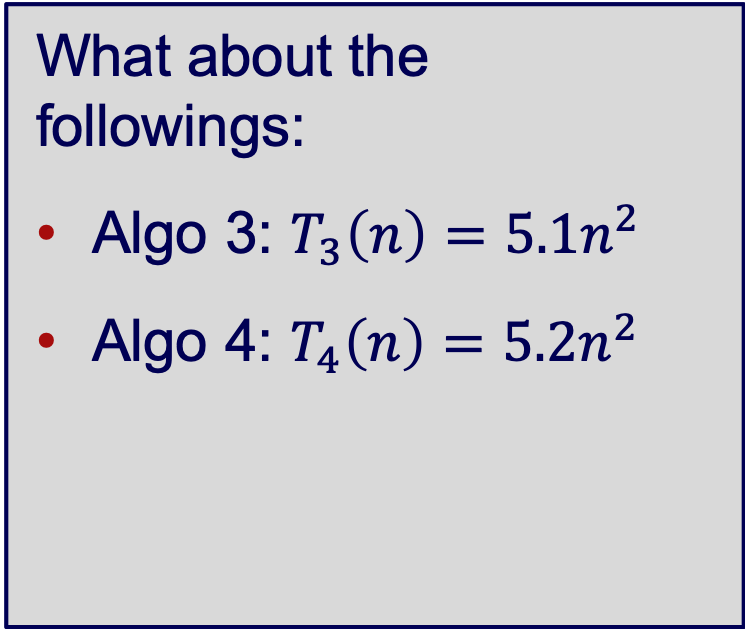 What about the
followings:
• Algo 3: T₃(n) = 5.1n²
• Algo 4: T₄(n) = 5.2n²